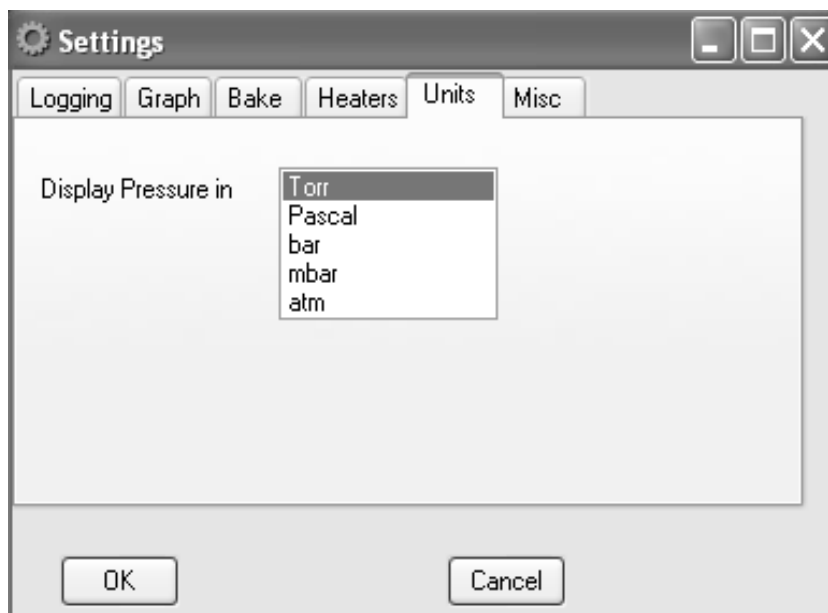 Settings
Logging Graph Bake Heaters Units Misc
Display Pressure in
Torr
Pascal
bar
mbar
atm
OK Cancel